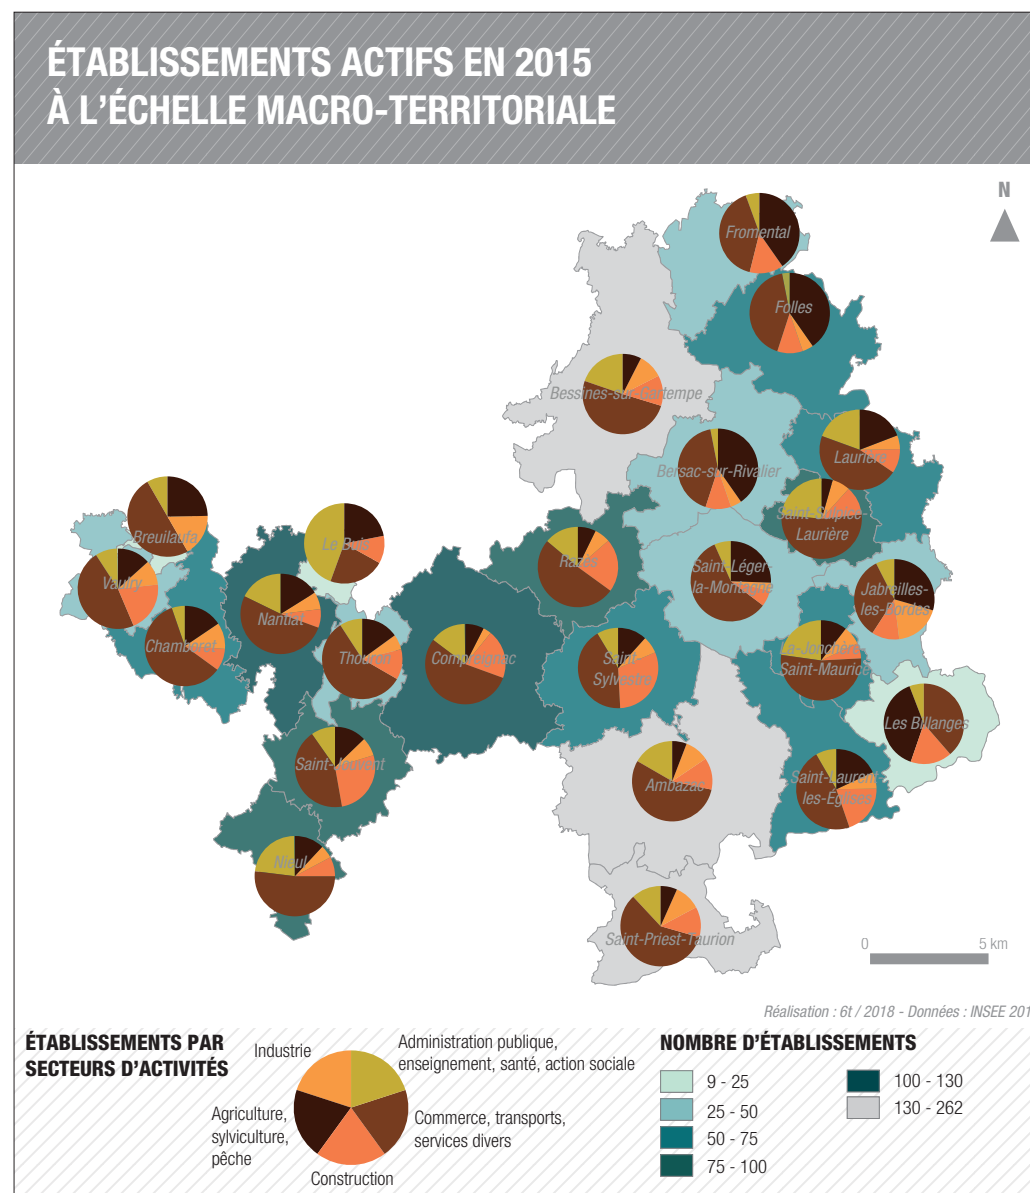 ÉTABLISSEMENTS ACTIFS EN 2015
À L'ÉCHELLE MACRO-TERRITORIALE
N
Fromental
Folles
Bessines-sur-Gartempe
Laurière
Bersac-sur-Rivalier
Saint-Sulpice-
Laurière
Breuilaufa
Le Buis
Razès
Saint-Léger-
la-Montagne
Vaulry
Jabreilles-
les-Bordes
Nantiat
Chamboret
Thouron
Compreignac
Saint-
Sylvestre
La-Jonchère-
Saint-Maurice
Les Billanges
Saint-Jouvent
Ambazac
Saint-Laurent-
les-Églises
Nieul
Saint-Priest-Taurion
0
5 km
Réalisation : 6t / 2018 - Données : INSEE 201
ÉTABLISSEMENTS PAR
SECTEURS D'ACTIVITÉS
Industrie
Administration publique,
enseignement, santé, action sociale
Agriculture,
sylviculture,
pêche
Commerce, transports,
services divers
Construction
NOMBRE D'ÉTABLISSEMENTS
9 - 25
25 - 50
50 - 75
75 - 100
100 - 130
130 - 262